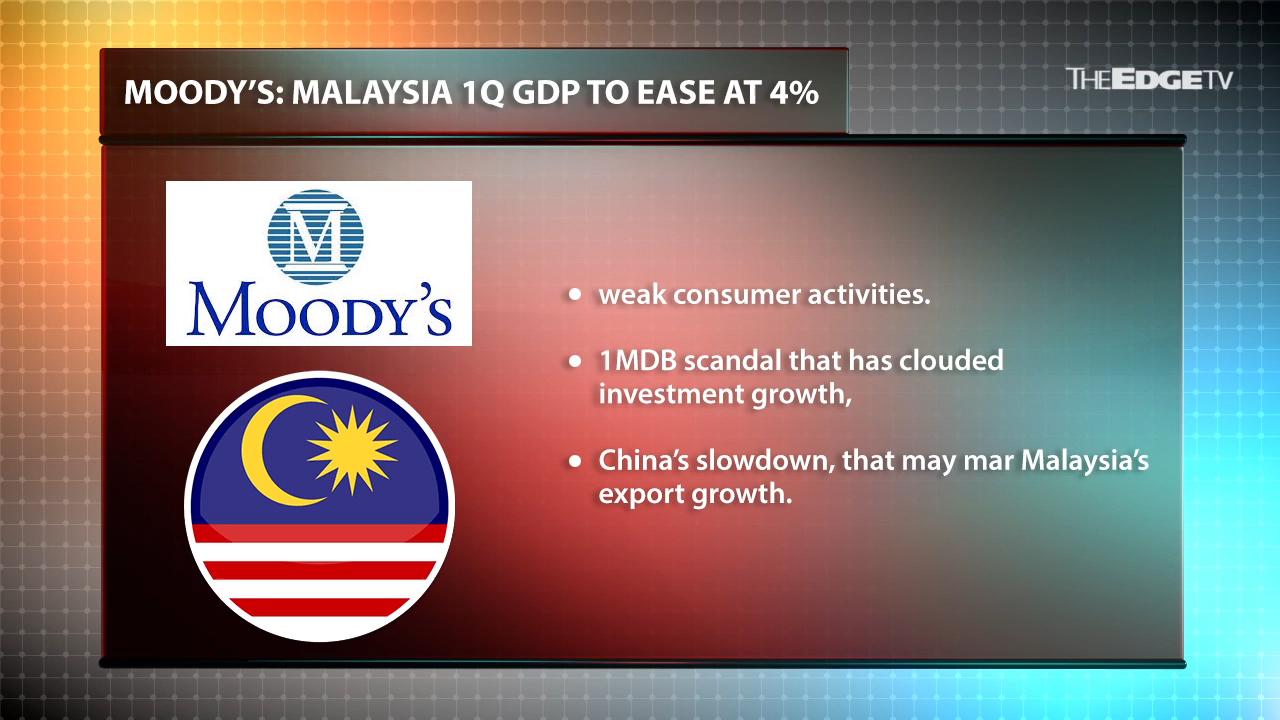 MOODY'S: MALAYSIA 1Q GDP TO EASE AT 4%
THEEDGETV
M
MOODY'S
• weak consumer activities.
• 1MDB scandal that has clouded
investment growth,
• China's slowdown, that may mar Malaysia's
export growth.